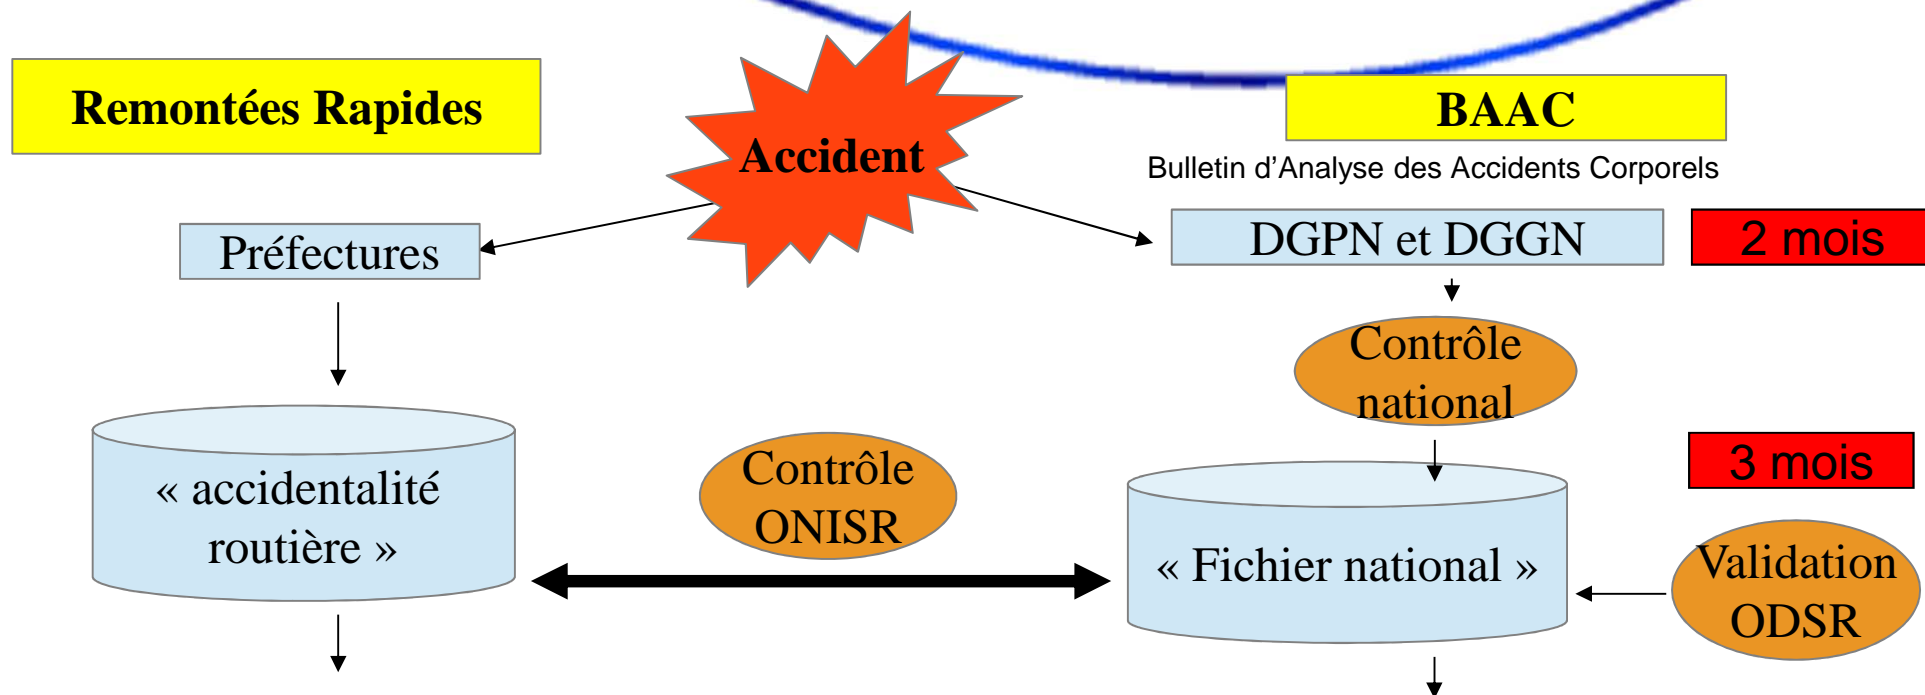 Remontées Rapides
Accident
BAAC
Bulletin d’Analyse des Accidents Corporels
Préfectures
DGPN et DGGN
2 mois
Contrôle
national
« accidentalité
routière »
Contrôle
ONISR
3 mois
« Fichier national »
Validation
ODSR